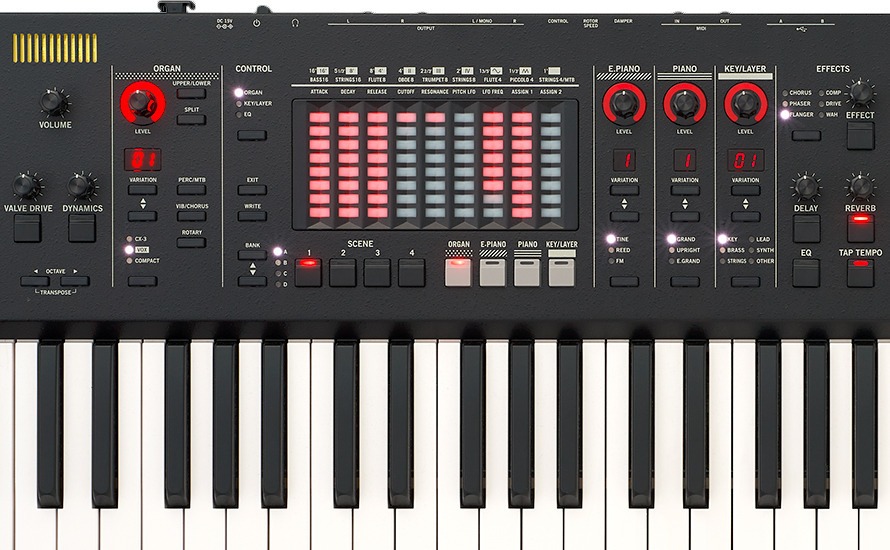 DC 15V
L R L / MONO R
OUTPUT
CONTROL
ROTOR
SPEED
DAMPER
IN OUT
MIDI
A B
ORGAN
UPPER/LOWER
SPLIT
LEVEL
01
VARIATION
PERC/MTB
VIB/CHORUS
ROTARY
CX-3
VOX
COMPACT
VOLUME
VALVE DRIVE
DYNAMICS
OCTAVE
TRANSPOSE
CONTROL
ORGAN
KEY/LAYER
EQ
EXIT
WRITE
BANK
A
B
C
D
BASS16 STRINGS16 FLUTE8 OBOE8 TRUMPET8 STRINGS8 FLUTE4 PICCOLO4 STRINGS4/MTB
ATTACK DECAY RELEASE CUTOFF RESONANCE PITCH LFO LFO FREQ ASSIGN 1 ASSIGN 2
SCENE
1 2 3 4
ORGAN E.PIANO PIANO KEY/LAYER
E.PIANO
LEVEL
1
VARIATION
TINE
REED
FM
PIANO
LEVEL
1
VARIATION
GRAND
UPRIGHT
E.GRAND
KEY/LAYER
LEVEL
01
VARIATION
KEY LEAD
BRASS SYNTH
STRINGS OTHER
EFFECTS
CHORUS COMP
PHASER DRIVE
FLANGER WAH
EFFECT
DELAY
REVERB
EQ
TAP TEMPO